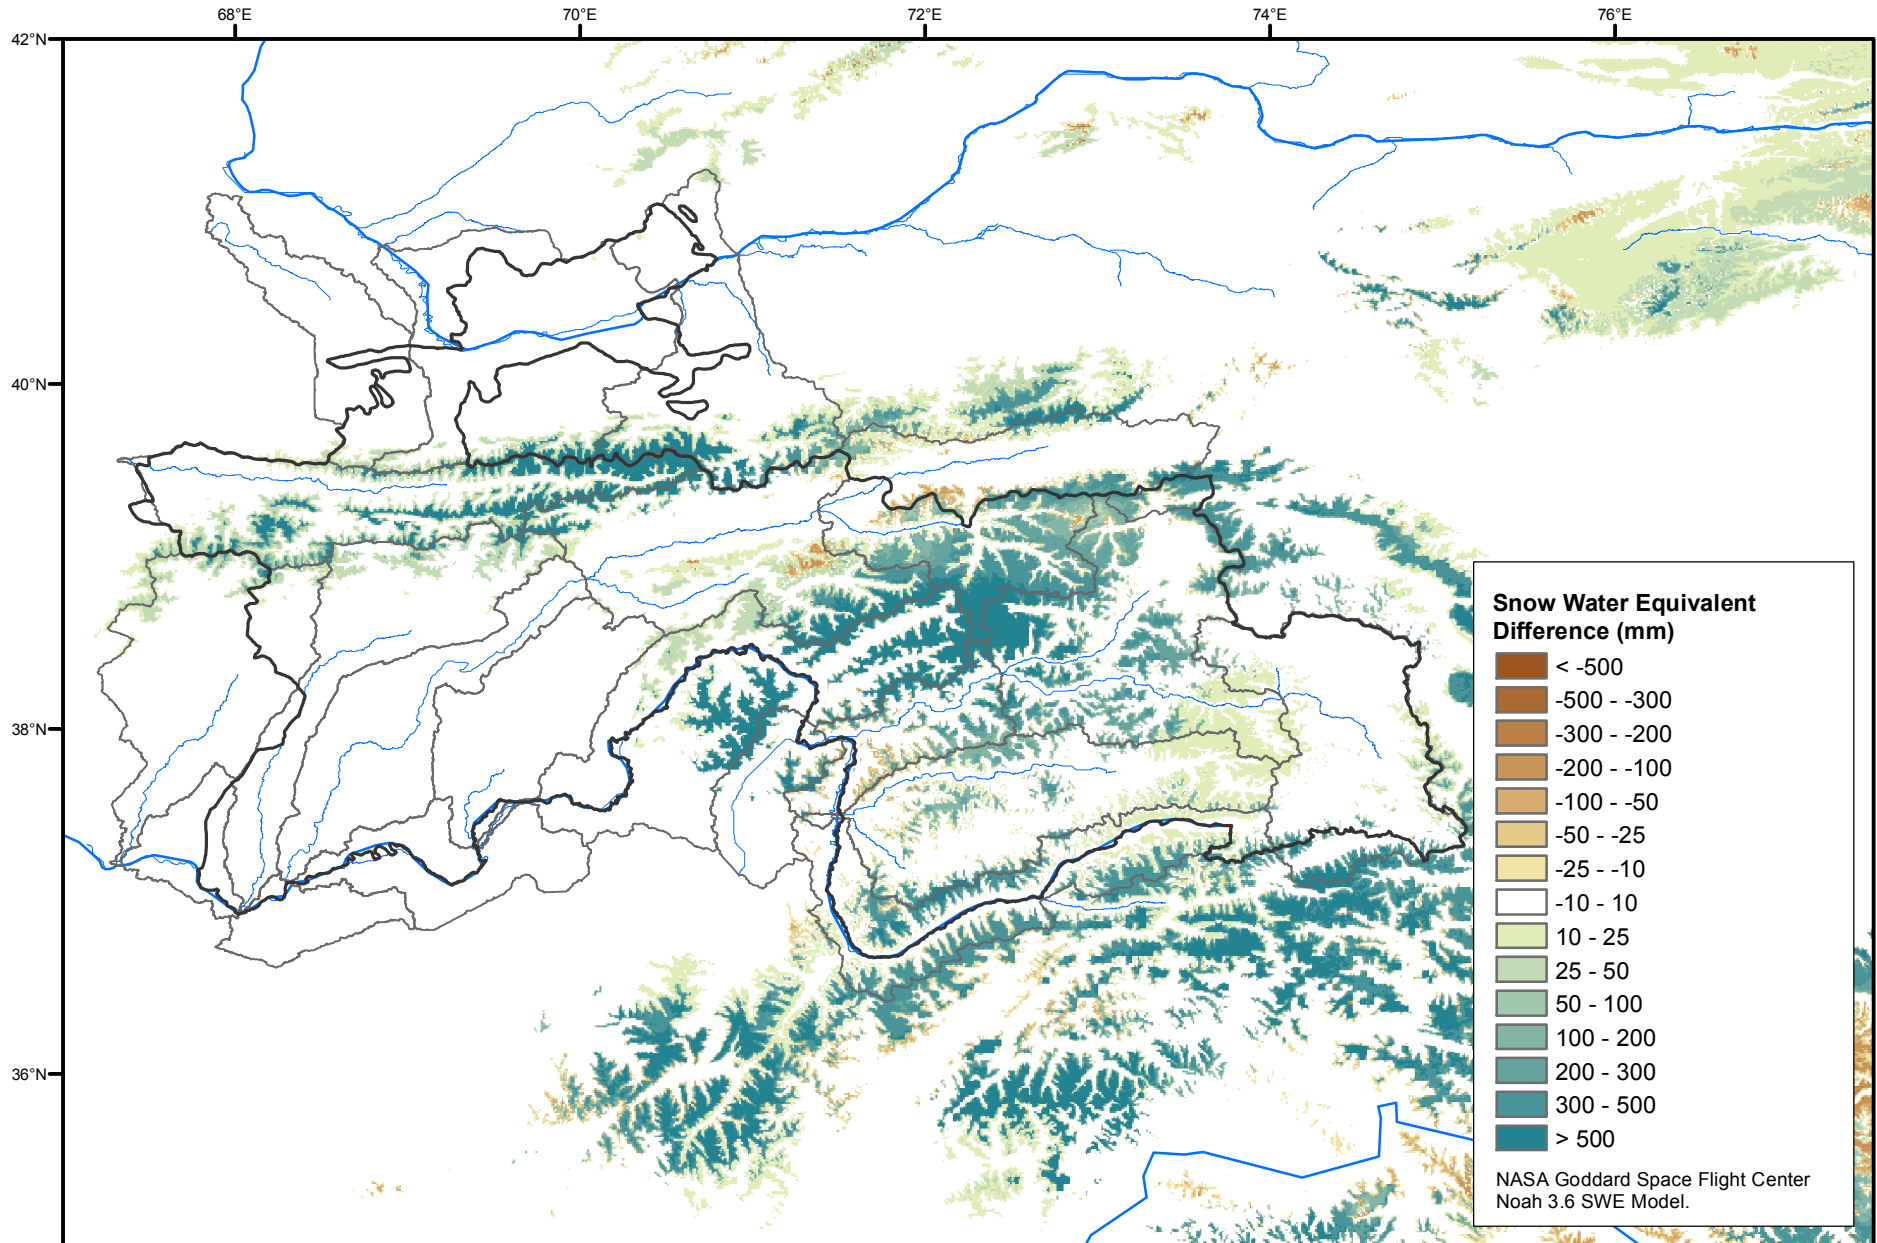 68°E 70°E 72°E 74°E 76°E
42°N
40°N
38°N
36°N
Snow Water Equivalent
Difference (mm)
< -500
-500 - -300
-300 - -200
-200 - -100
-100 - -50
-50 - -25
-25 - -10
-10 - 10
10 - 25
25 - 50
50 - 100
100 - 200
200 - 300
300 - 500
> 500
NASA Goddard Space Flight Center
Noah 3.6 SWE Model.